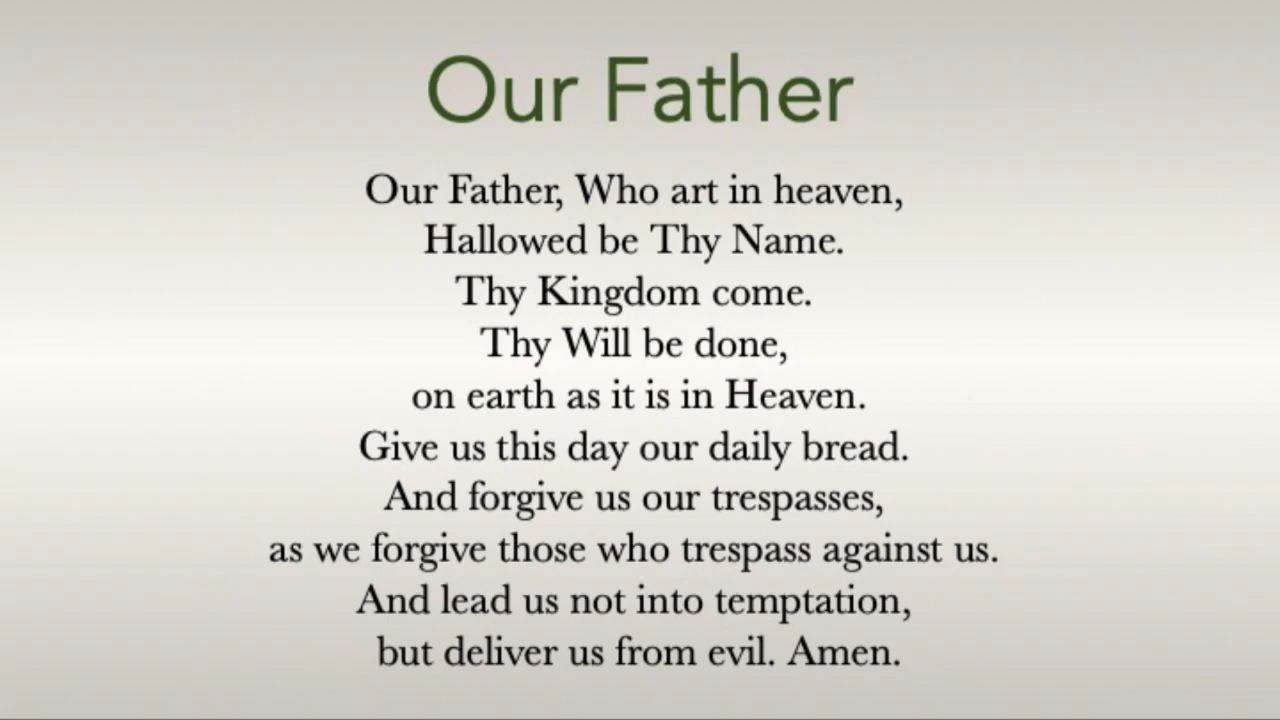 Our Father
Our Father, Who art in heaven,
Hallowed be Thy Name.
Thy Kingdom come.
Thy Will be done,
on earth as it is in Heaven.
Give us this day our daily bread.
And forgive us our trespasses,
as we forgive those who trespass against us.
And lead us not into temptation,
but deliver us from evil. Amen.